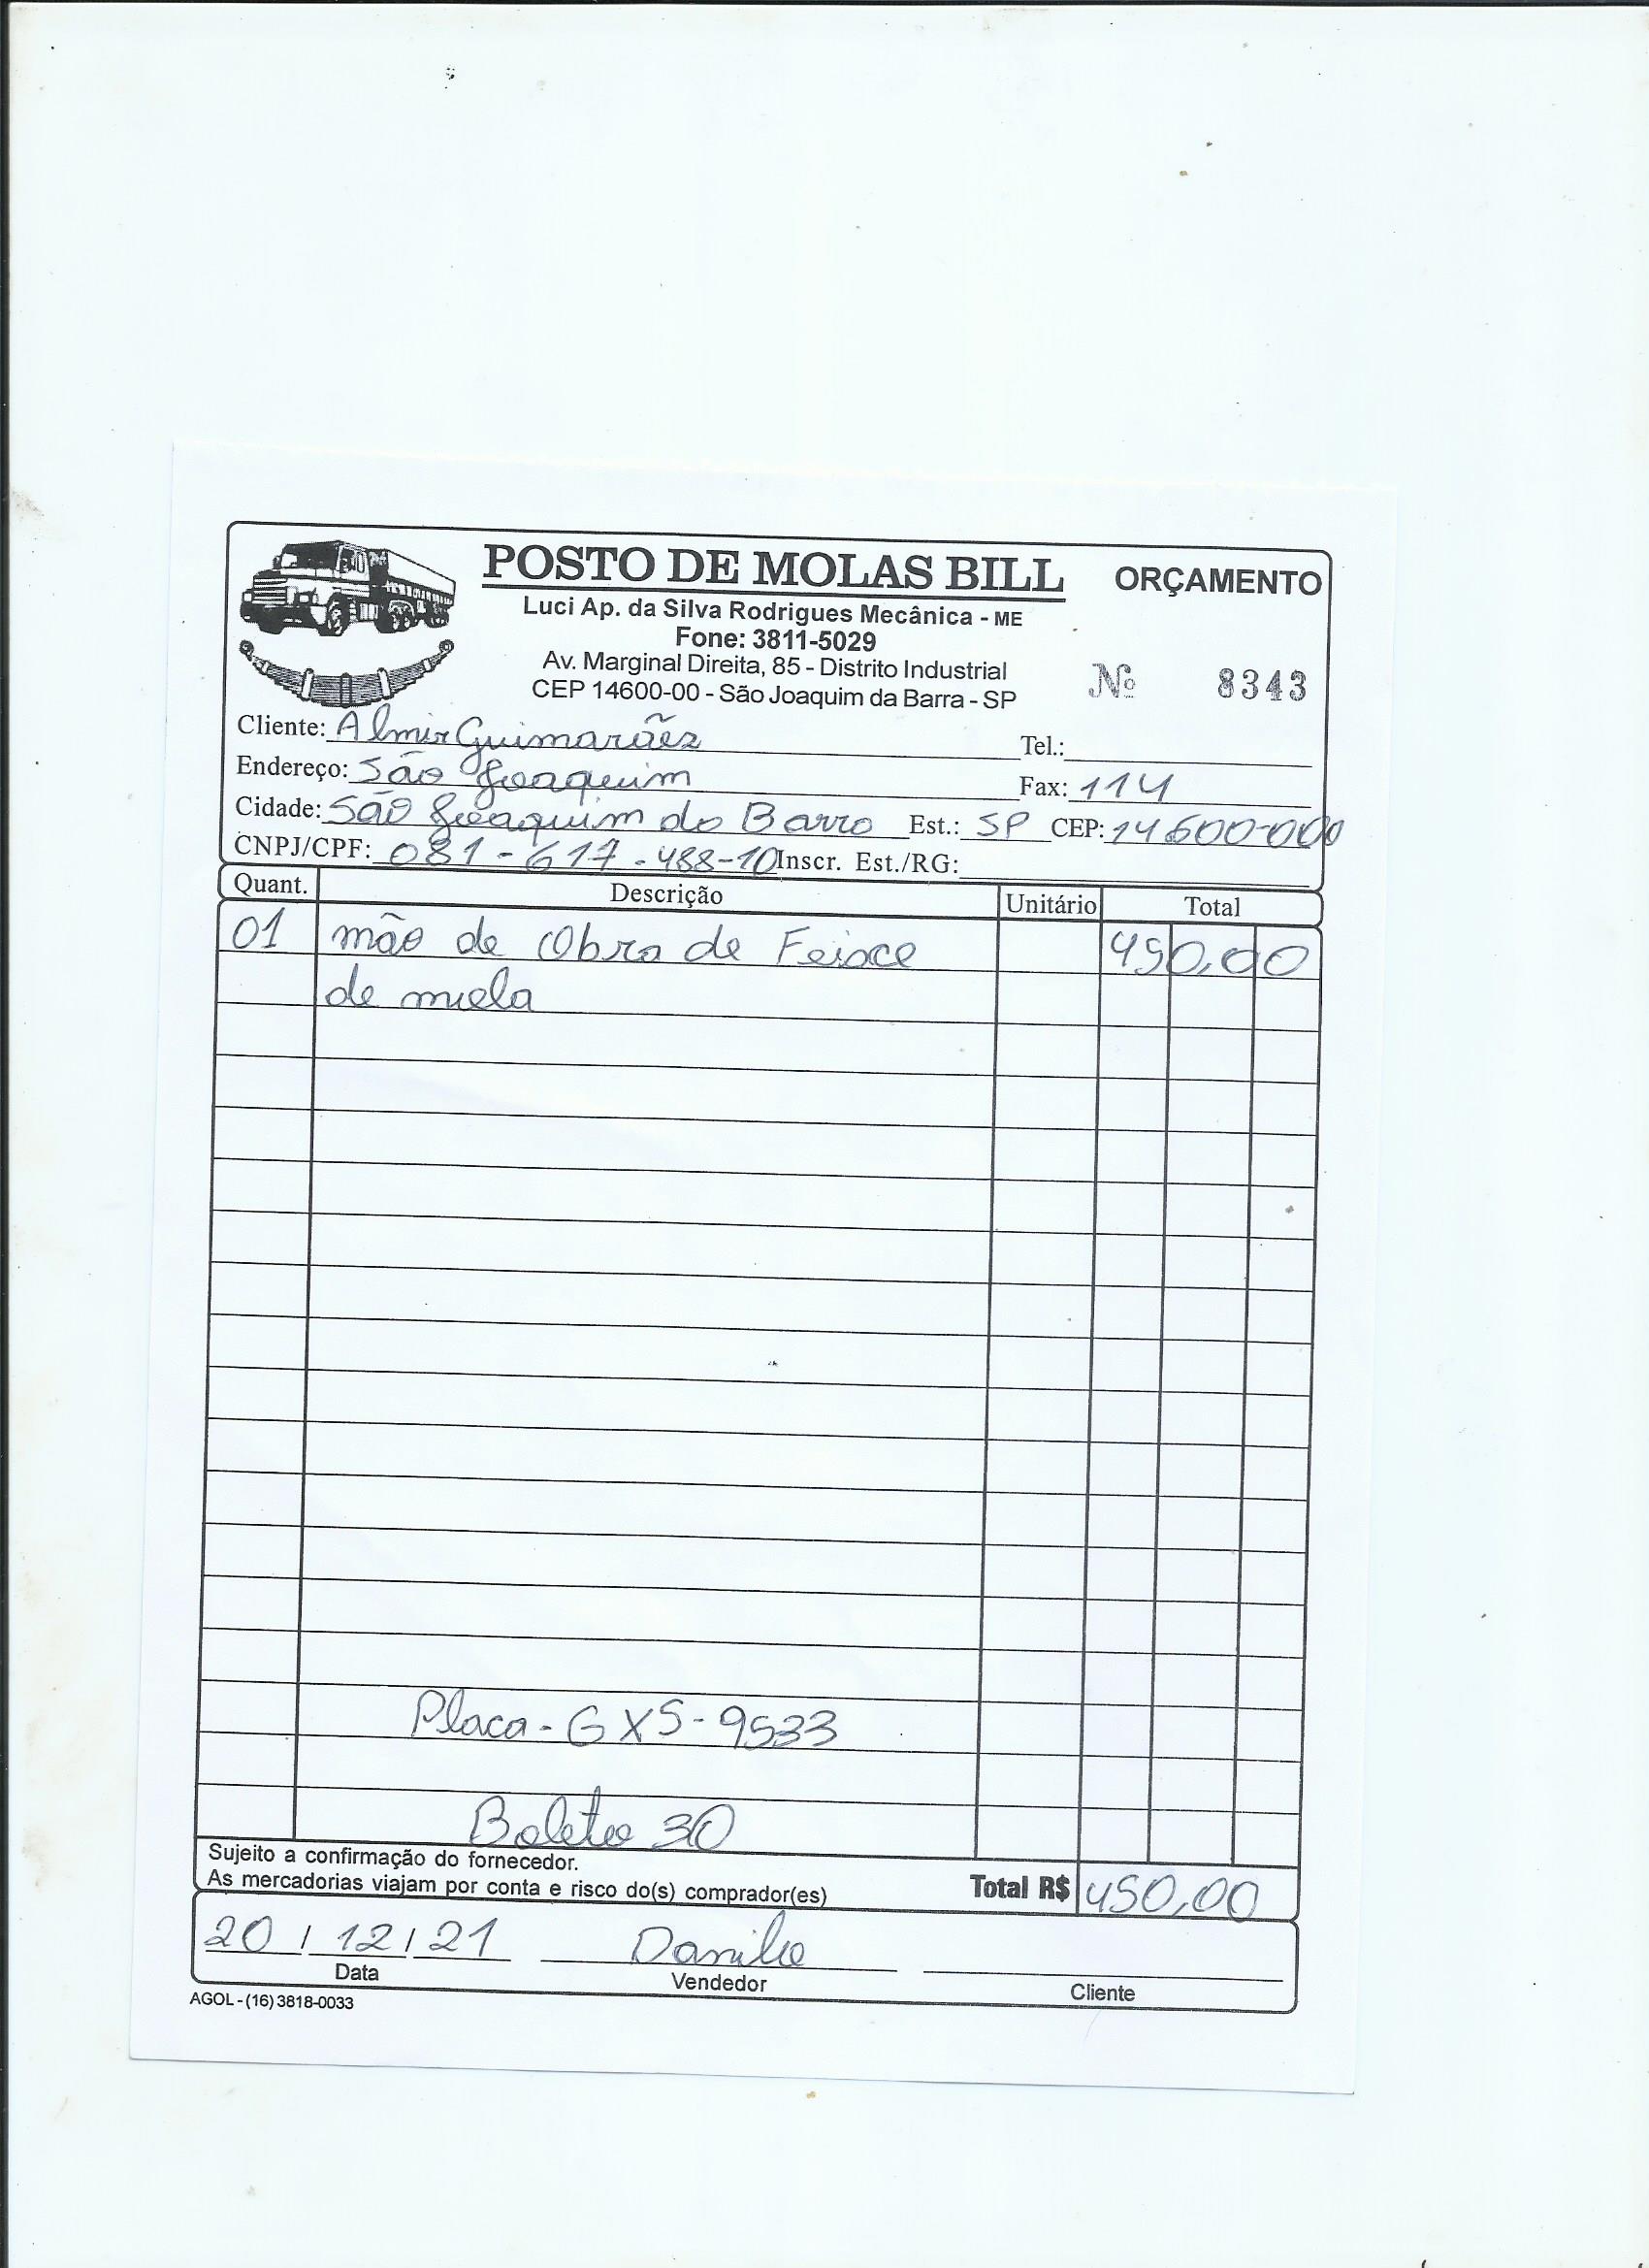 POSTO DE MOLAS BILL ORÇAMENTO
Luci Ap. da Silva Rodrigues Mecânica - ME
Fone: 3811-5029
Av. Marginal Direita, 85 - Distrito Industrial
CEP 14600-00 - São Joaquim da Barra - SP
Nº 8343
Cliente: Almir Guimarães Tel.:
Endereço: São Joaquim Fax: 114
Cidade: São Joaquim do Barro Est.: SP CEP: 14600-000
CNPJ/CPF: 081-617.488-10 Inscr. Est./RG:
Quant. Descrição Unitário Total
01 mão de Obra de Feixce 450,00
de muela
Placa - GXS-9533
Boleto 30
Sujeito a confirmação do fornecedor.
As mercadorias viajam por conta e risco do(s) comprador(es) Total R$ 450,00
20 / 12 / 21 Danilo
Data Vendedor Cliente
AGOL - (16) 3818-0033